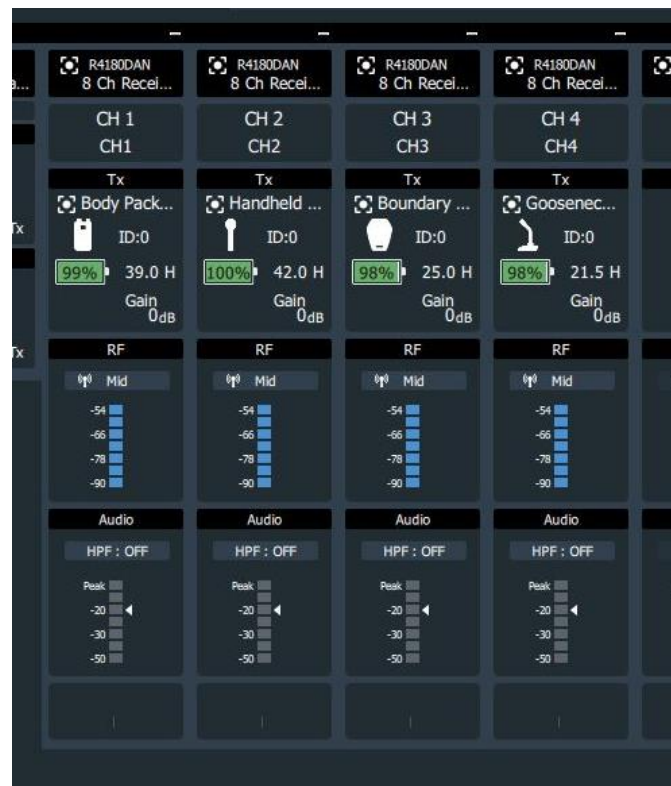 a...
Tx
Tx
R4180DAN
8 Ch Recei...
CH 1
CH1
Tx
Body Pack...
ID:0
99%
39.0 H
Gain
0dB
RF
Mid
-54
-66
-78
-90
Audio
HPF : OFF
Peak
-20
-30
-50
R4180DAN
8 Ch Recei...
CH 2
CH2
Tx
Handheld ...
ID:0
100%
42.0 H
Gain
0dB
RF
Mid
-54
-66
-78
-90
Audio
HPF : OFF
Peak
-20
-30
-50
R4180DAN
8 Ch Recei...
CH 3
CH3
Tx
Boundary ...
ID:0
98%
25.0 H
Gain
0dB
RF
Mid
-54
-66
-78
-90
Audio
HPF : OFF
Peak
-20
-30
-50
R4180DAN
8 Ch Recei...
CH 4
CH4
Tx
Goosenec...
ID:0
98%
21.5 H
Gain
0dB
RF
Mid
-54
-66
-78
-90
Audio
HPF : OFF
Peak
-20
-30
-50